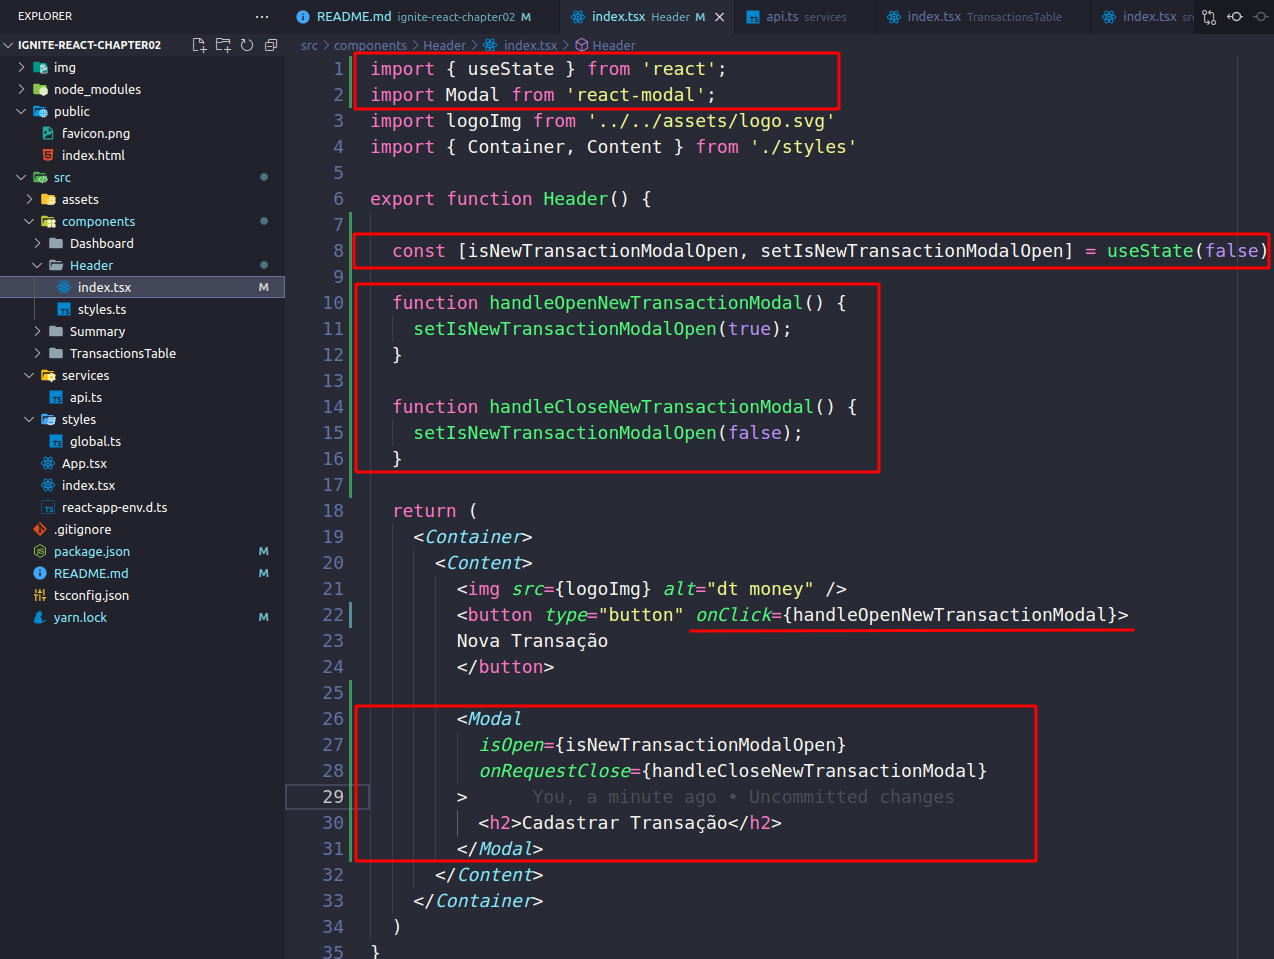 EXPLORER
IGNITE-REACT-CHAPTER02
img
node_modules
public
favicon.png
index.html
src
assets
components
Dashboard
Header
index.tsx M
styles.ts
Summary
TransactionsTable
services
api.ts
styles
global.ts
App.tsx
index.tsx
react-app-env.d.ts
.gitignore
package.json M
README.md M
tsconfig.json
yarn.lock M
README.md ignite-react-chapter02 M
index.tsx Header M
api.ts services
index.tsx TransactionsTable
index.tsx
src > components > Header > index.tsx > Header
1 import { useState } from 'react';
2 import Modal from 'react-modal';
3 import logoImg from '../../assets/logo.svg'
4 import { Container, Content } from './styles'
5
6 export function Header() {
7
8 const [isNewTransactionModalOpen, setIsNewTransactionModalOpen] = useState(false)
9
10 function handleOpenNewTransactionModal() {
11 setIsNewTransactionModalOpen(true);
12 }
13
14 function handleCloseNewTransactionModal() {
15 setIsNewTransactionModalOpen(false);
16 }
17
18 return (
19 <Container>
20 <Content>
21 <img src={logoImg} alt="dt money" />
22 <button type="button" onClick={handleOpenNewTransactionModal}>
23 Nova Transação
24 </button>
25
26 <Modal
27 isOpen={isNewTransactionModalOpen}
28 onRequestClose={handleCloseNewTransactionModal}
29 > You, a minute ago • Uncommitted changes
30 <h2>Cadastrar Transação</h2>
31 </Modal>
32 </Content>
33 </Container>
34 )
35 }